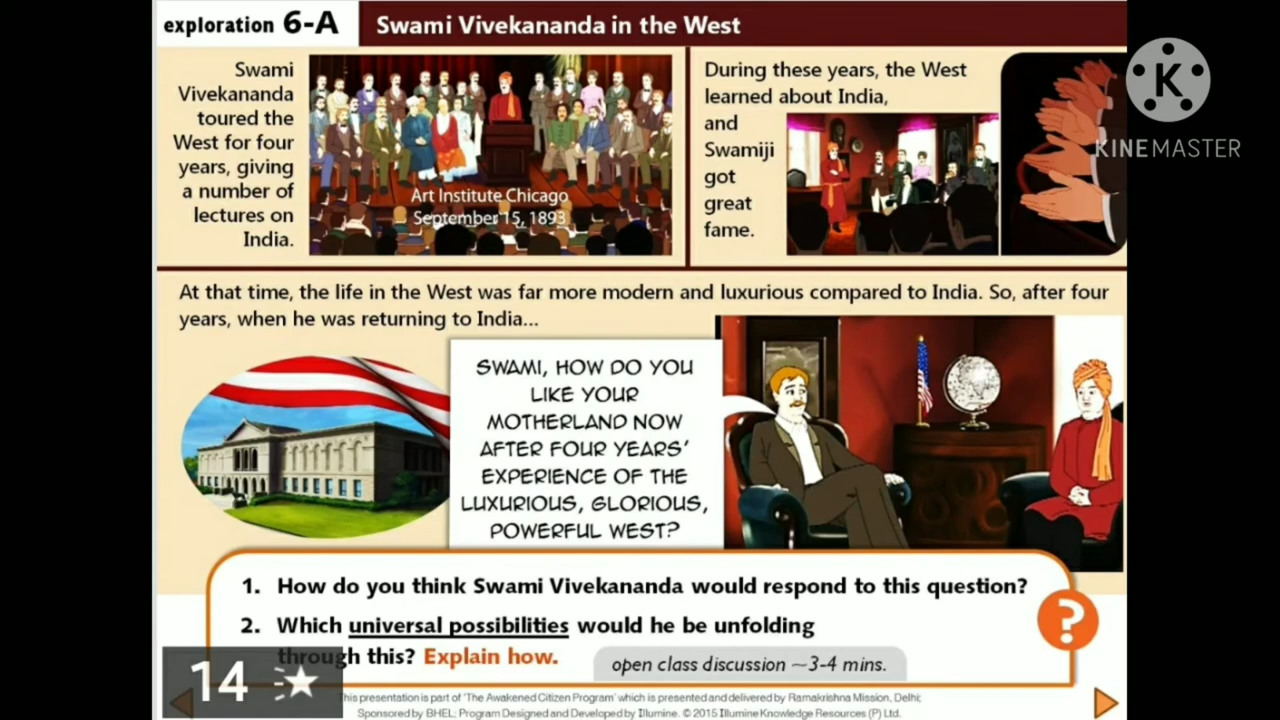 exploration 6-A
Swami Vivekananda in the West
Swami
Vivekananda
toured the
West for four
years, giving
a number of
lectures on
India.
Art Institute Chicago
September 15, 1893
During these years, the West
learned about India,
and
Swamiji
got
great
fame.
K
KINEMASTER
At that time, the life in the West was far more modern and luxurious compared to India. So, after four
years, when he was returning to India...
SWAMI, HOW DO YOU
LIKE YOUR
MOTHERLAND NOW
AFTER FOUR YEARS'
EXPERIENCE OF THE
LUXURIOUS, GLORIOUS,
POWERFUL WEST?
1. How do you think Swami Vivekananda would respond to this question?
2. Which universal possibilities would he be unfolding
through this? Explain how.
?
open class discussion ~3-4 mins.
14
This presentation is part of 'The Awakened Citizen Program' which is presented and delivered by Ramakrishna Mission, Delhi;
Sponsored by BHEL; Program Designed and Developed by Illumine. © 2015 Illumine Knowledge Resources (P) Ltd.